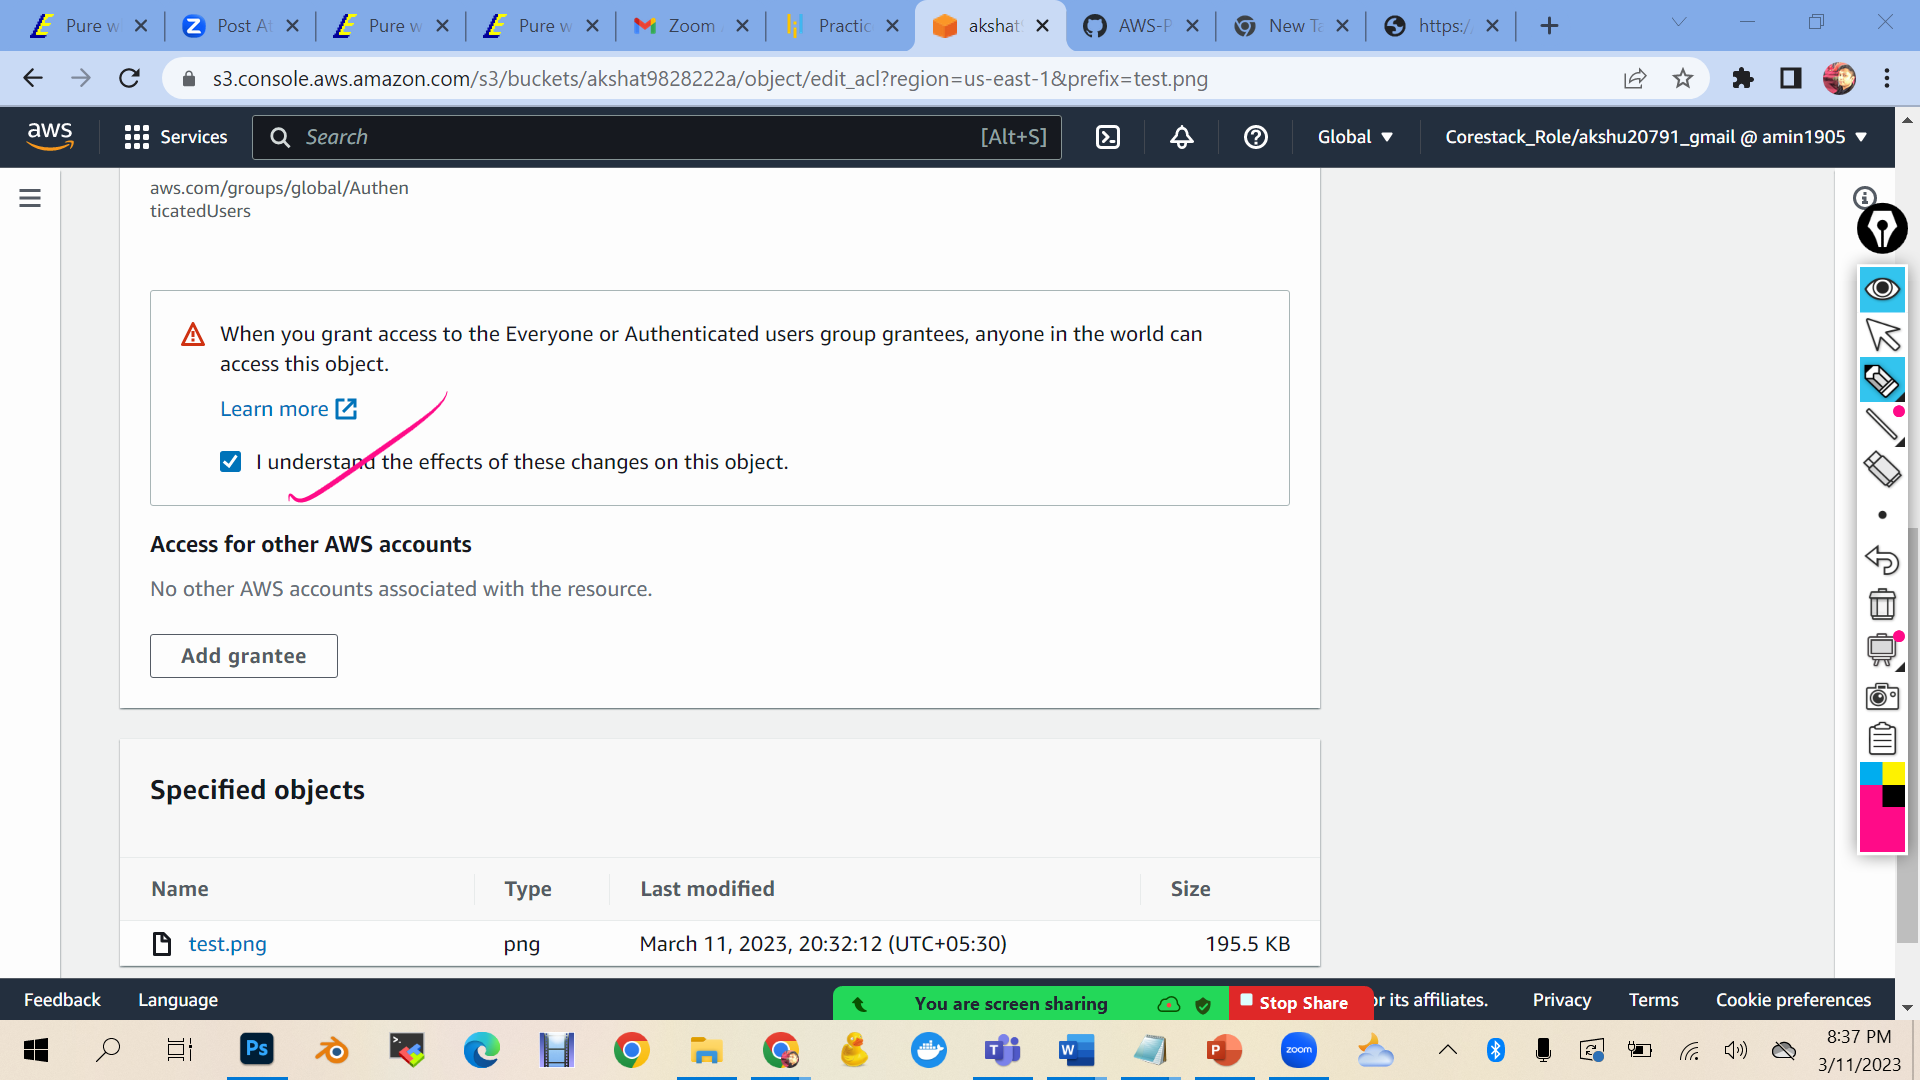 Pure w
Post At
Pure w
Pure w
Zoom
Practic
akshat
AWS-P
New Ta
https:/
s3.console.aws.amazon.com/s3/buckets/akshat9828222a/object/edit_acl?region=us-east-1&prefix=test.png
aws
Services
Search
[Alt+S]
Global
Corestack_Role/akshu20791_gmail @ amin1905
aws.com/groups/global/Authen
ticatedUsers
When you grant access to the Everyone or Authenticated users group grantees, anyone in the world can
access this object.
Learn more
I understand the effects of these changes on this object.
Access for other AWS accounts
No other AWS accounts associated with the resource.
Add grantee
Specified objects
Name Type Last modified Size
test.png png March 11, 2023, 20:32:12 (UTC+05:30) 195.5 KB
Feedback Language
You are screen sharing
Stop Share
or its affiliates. Privacy Terms Cookie preferences
Ps
W
P
zoom
8:37 PM
3/11/2023